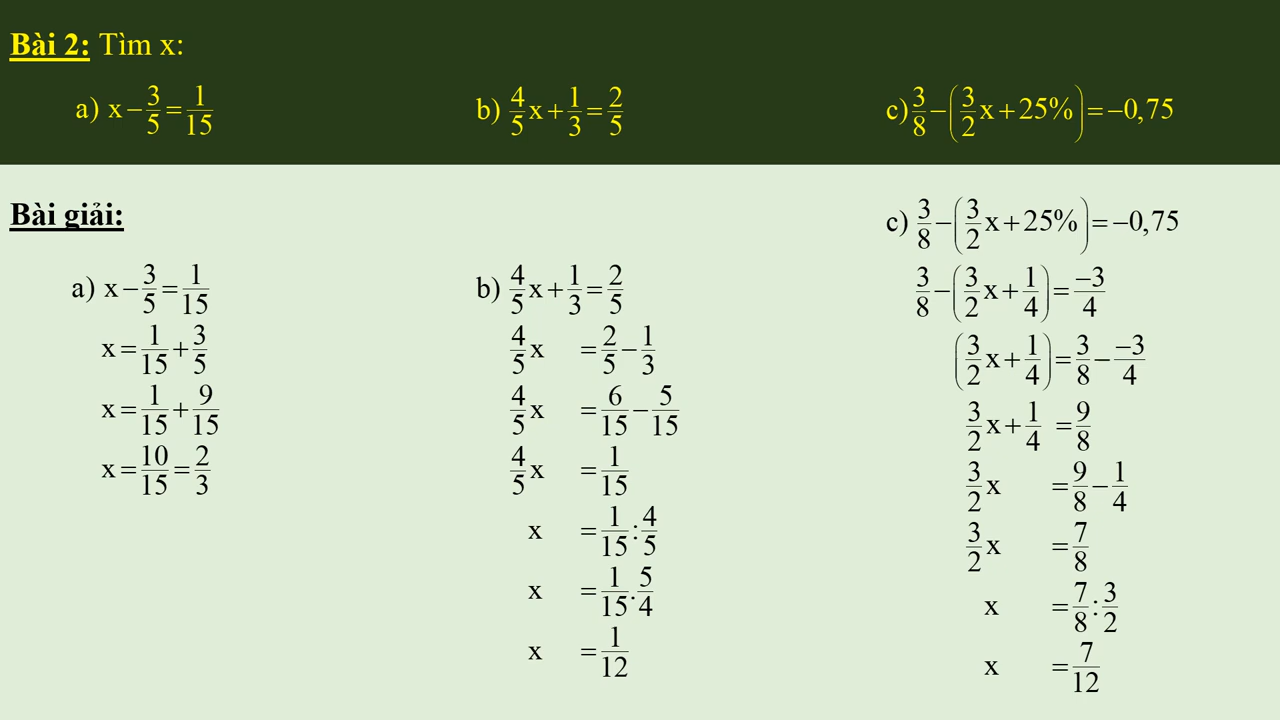 Bài 2: Tìm x:
a) x − 3/5 = 1/15
b) 4/5 x + 1/3 = 2/5
c) 3/8 − (3/2 x + 25%) = −0,75
Bài giải:
a) x − 3/5 = 1/15
x = 1/15 + 3/5
x = 1/15 + 9/15
x = 10/15 = 2/3
b) 4/5 x + 1/3 = 2/5
4/5 x = 2/5 − 1/3
4/5 x = 6/15 − 5/15
4/5 x = 1/15
x = 1/15 : 4/5
x = 1/15 . 5/4
x = 1/12
c) 3/8 − (3/2 x + 25%) = −0,75
3/8 − (3/2 x + 1/4) = −3/4
(3/2 x + 1/4) = 3/8 − −3/4
3/2 x + 1/4 = 9/8
3/2 x = 9/8 − 1/4
3/2 x = 7/8
x = 7/8 : 3/2
x = 7/12